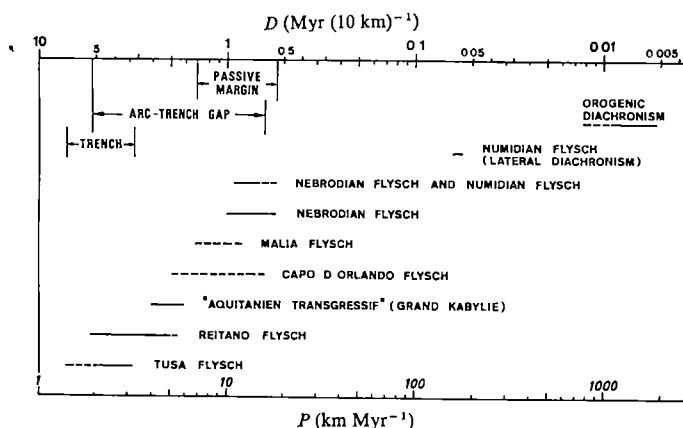 D (Myr (10 km)⁻¹)
10 5 1 0·5 0·1 0·05 0·01 0·005
PASSIVE
MARGIN
OROGENIC
DIACHRONISM
ARC-TRENCH GAP
TRENCH
NUMIDIAN FLYSCH
(LATERAL DIACHRONISM)
NEBRODIAN FLYSCH AND NUMIDIAN FLYSCH
NEBRODIAN FLYSCH
MALIA FLYSCH
CAPO D ORLANDO FLYSCH
"AQUITANIEN TRANSGRESSIF" (GRAND KABYLIE)
REITANO FLYSCH
TUSA FLYSCH
1 10 100 1000
P (km Myr⁻¹)